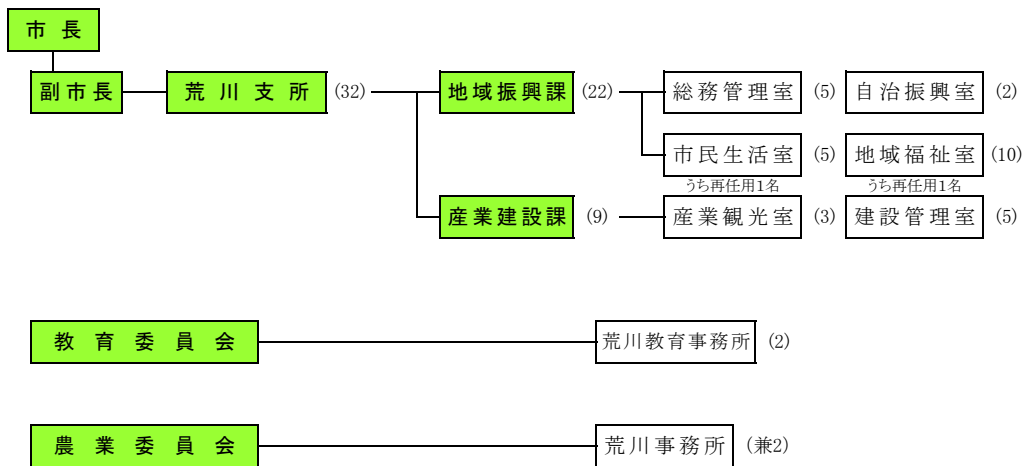 市長
副市長 荒川支所 (32) 地域振興課 (22) 総務管理室 (5) 自治振興室 (2)
市民生活室 (5) 地域福祉室 (10)
うち再任用1名 うち再任用1名
産業建設課 (9) 産業観光室 (3) 建設管理室 (5)
教育委員会 荒川教育事務所 (2)
農業委員会 荒川事務所 (兼2)